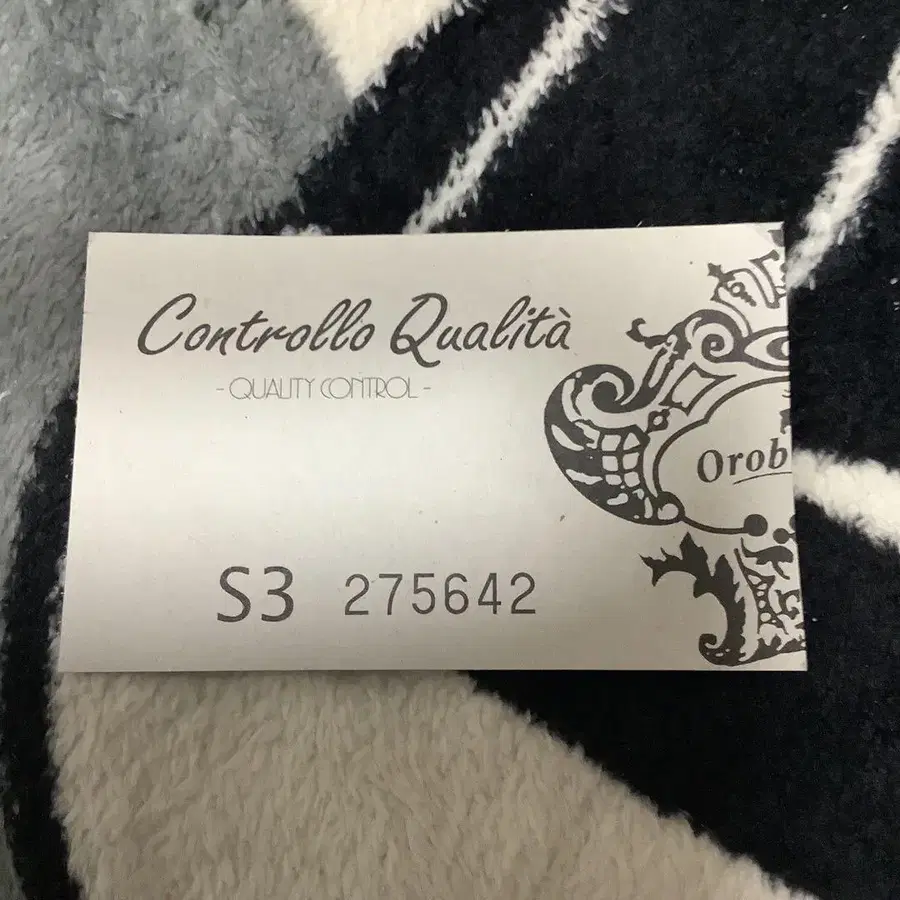 Controllo Qualità
- QUALITY CONTROL -
Orob
S3 275642